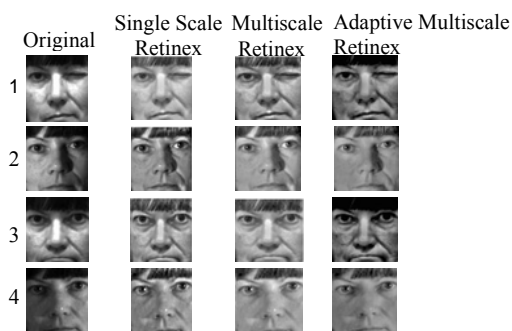 Original
Single Scale Retinex
Multiscale Retinex
Adaptive Multiscale Retinex
1
2
3
4